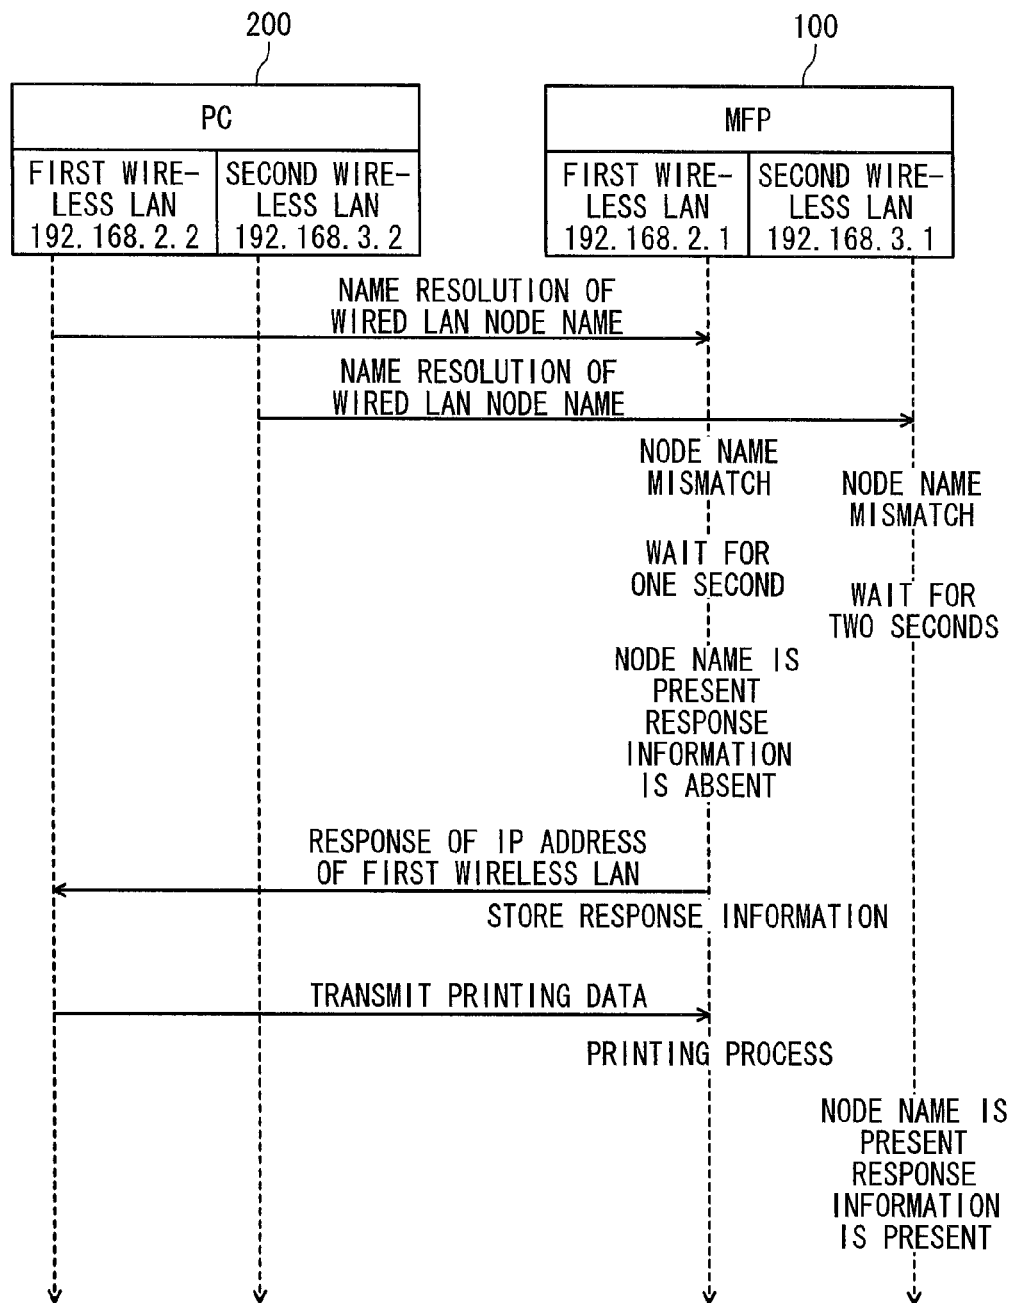 200
100
PC
MFP
FIRST WIRE-
LESS LAN
192.168.2.2
SECOND WIRE-
LESS LAN
192.168.3.2
FIRST WIRE-
LESS LAN
192.168.2.1
SECOND WIRE-
LESS LAN
192.168.3.1
NAME RESOLUTION OF
WIRED LAN NODE NAME
NAME RESOLUTION OF
WIRED LAN NODE NAME
NODE NAME
MISMATCH
NODE NAME
MISMATCH
WAIT FOR
ONE SECOND
WAIT FOR
TWO SECONDS
NODE NAME IS
PRESENT
RESPONSE
INFORMATION
IS ABSENT
RESPONSE OF IP ADDRESS
OF FIRST WIRELESS LAN
STORE RESPONSE INFORMATION
TRANSMIT PRINTING DATA
PRINTING PROCESS
NODE NAME IS
PRESENT
RESPONSE
INFORMATION
IS PRESENT